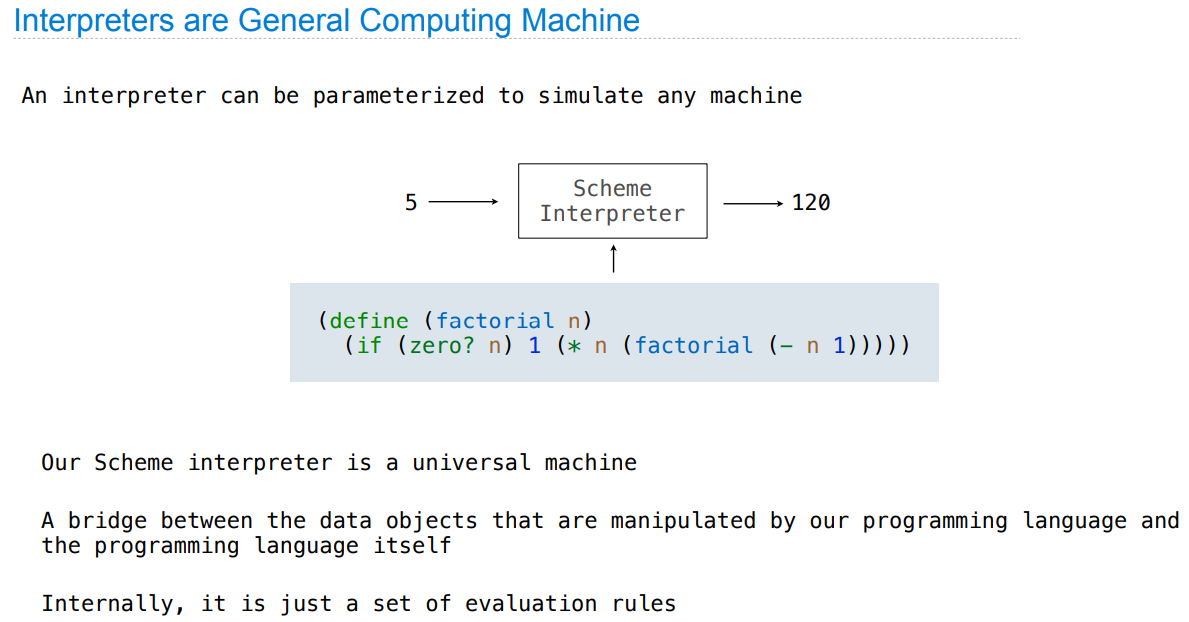 Interpreters are General Computing Machine
An interpreter can be parameterized to simulate any machine
5
Scheme
Interpreter
120
(define (factorial n)
(if (zero? n) 1 (* n (factorial (- n 1)))))
Our Scheme interpreter is a universal machine
A bridge between the data objects that are manipulated by our programming language and
the programming language itself
Internally, it is just a set of evaluation rules